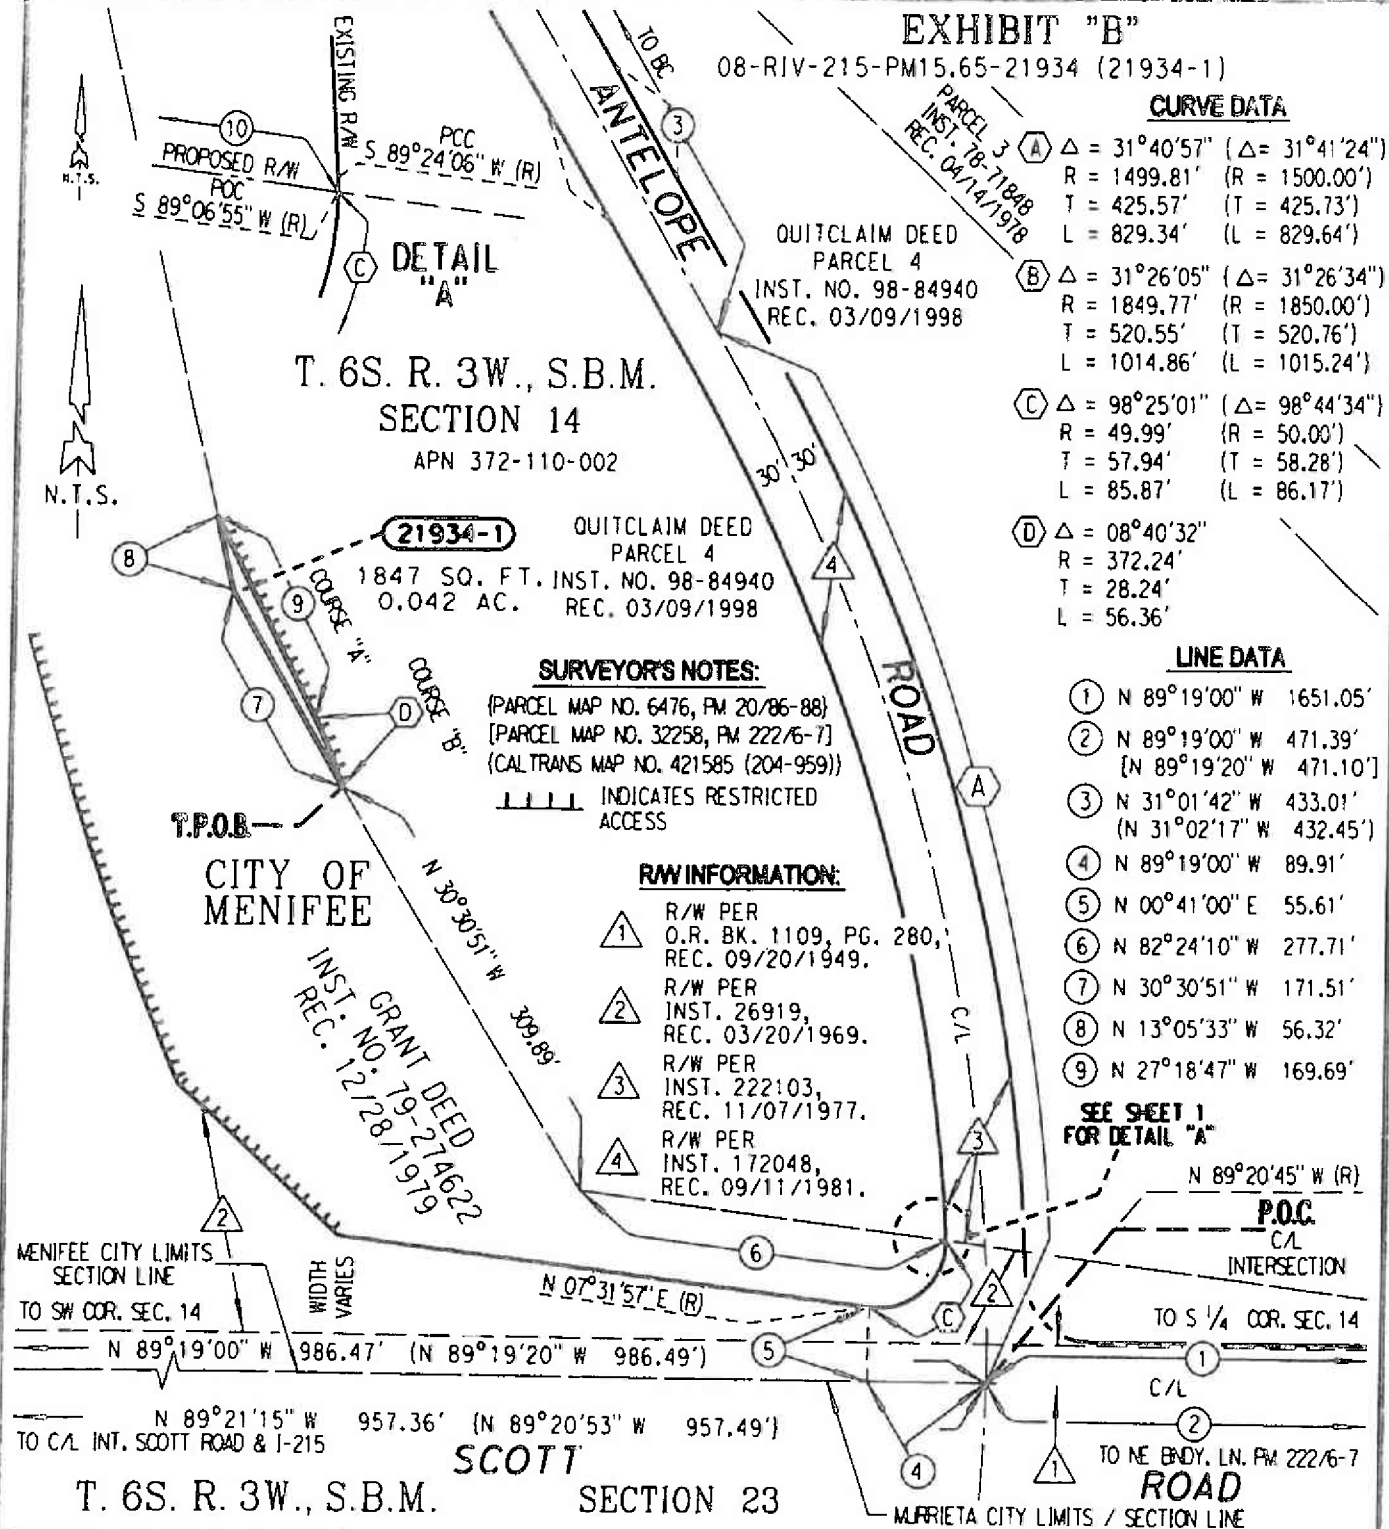 EXHIBIT "B"
08-RIV-215-PM15.65-21934 (21934-1)
EXISTING R/W
10
PROPOSED R/W
PCC
S 89°24'06" W (R)
POC
S 89°06'55" W (R)
C
DETAIL
"A"
N.T.S.
N.T.S.
TO BC
3
ANTELOPE
ROAD
PARCEL 3
INST. 78-71848
REC. 04/14/1978
QUITCLAIM DEED
PARCEL 4
INST. NO. 98-84940
REC. 03/09/1998
T. 6S. R. 3W., S.B.M.
SECTION 14
APN 372-110-002
30' 30'
CURVE DATA
A Δ = 31°40'57" (Δ= 31°41'24")
R = 1499.81' (R = 1500.00')
T = 425.57' (T = 425.73')
L = 829.34' (L = 829.64')
B Δ = 31°26'05" (Δ= 31°26'34")
R = 1849.77' (R = 1850.00')
T = 520.55' (T = 520.76')
L = 1014.86' (L = 1015.24')
C Δ = 98°25'01" (Δ= 98°44'34")
R = 49.99' (R = 50.00')
T = 57.94' (T = 58.28')
L = 85.87' (L = 86.17')
D Δ = 08°40'32"
R = 372.24'
T = 28.24'
L = 56.36'
21934-1
1847 SQ. FT.
0.042 AC.
QUITCLAIM DEED
PARCEL 4
INST. NO. 98-84940
REC. 03/09/1998
8
9
7
D
4
A
COURSE "A"
COURSE "B"
SURVEYOR'S NOTES:
(PARCEL MAP NO. 6476, PM 20/86-88)
[PARCEL MAP NO. 32258, PM 222/6-7]
{CALTRANS MAP NO. 421585 (204-959)}
INDICATES RESTRICTED
ACCESS
LINE DATA
1 N 89°19'00" W 1651.05'
2 N 89°19'00" W 471.39'
[N 89°19'20" W 471.10']
3 N 31°01'42" W 433.01'
(N 31°02'17" W 432.45')
4 N 89°19'00" W 89.91'
5 N 00°41'00" E 55.61'
6 N 82°24'10" W 277.71'
7 N 30°30'51" W 171.51'
8 N 13°05'33" W 56.32'
9 N 27°18'47" W 169.69'
T.P.O.B.
CITY OF
MENIFEE
N 30°30'51" W 309.89'
GRANT DEED
INST. NO. 79-274622
REC. 12/28/1979
R/W INFORMATION:
1 R/W PER
O.R. BK. 1109, PG. 280,
REC. 09/20/1949.
2 R/W PER
INST. 26919,
REC. 03/20/1969.
3 R/W PER
INST. 222103,
REC. 11/07/1977.
4 R/W PER
INST. 172048,
REC. 09/11/1981.
C/L
3
SEE SHEET 1
FOR DETAIL "A"
N 89°20'45" W (R)
P.O.C.
C/L
INTERSECTION
2
6
2
C
5
WIDTH
VARIES
N 07°31'57"E (R)
MENIFEE CITY LIMITS
SECTION LINE
TO SW COR. SEC. 14
TO S 1/4 COR. SEC. 14
N 89°19'00" W 986.47' (N 89°19'20" W 986.49')
1
C/L
N 89°21'15" W 957.36' {N 89°20'53" W 957.49'}
TO C/L INT. SCOTT ROAD & I-215
2
TO NE BNDY. LN. PM 222/6-7
4
1
SCOTT
ROAD
T. 6S. R. 3W., S.B.M.
SECTION 23
MURRIETA CITY LIMITS / SECTION LINE